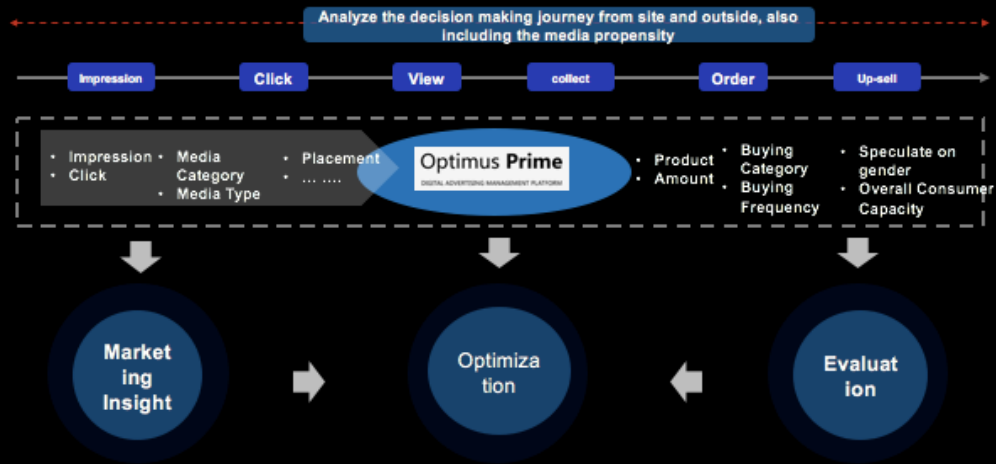 Analyze the decision making journey from site and outside, also
including the media propensity
Impression
Click
View
collect
Order
Up-sell
• Impression
• Click
• Media
Category
• Media Type
• Placement
• ... ....
Optimus Prime
DIGITAL ADVERTIZING MANAGEMENT PLATFORM
• Product
• Amount
• Buying
Category
• Buying
Frequency
• Speculate on
gender
• Overall Consumer
Capacity
Market
ing
Insight
Optimiza
tion
Evaluat
ion